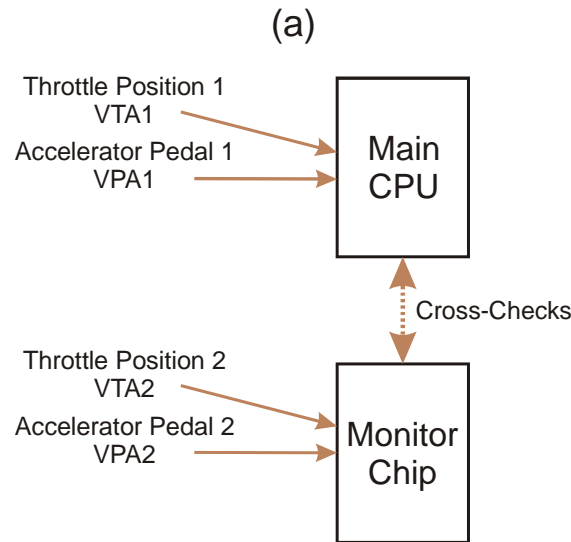 (a)
Throttle Position 1
VTA1
Accelerator Pedal 1
VPA1
Main
CPU
Cross-Checks
Throttle Position 2
VTA2
Accelerator Pedal 2
VPA2
Monitor
Chip